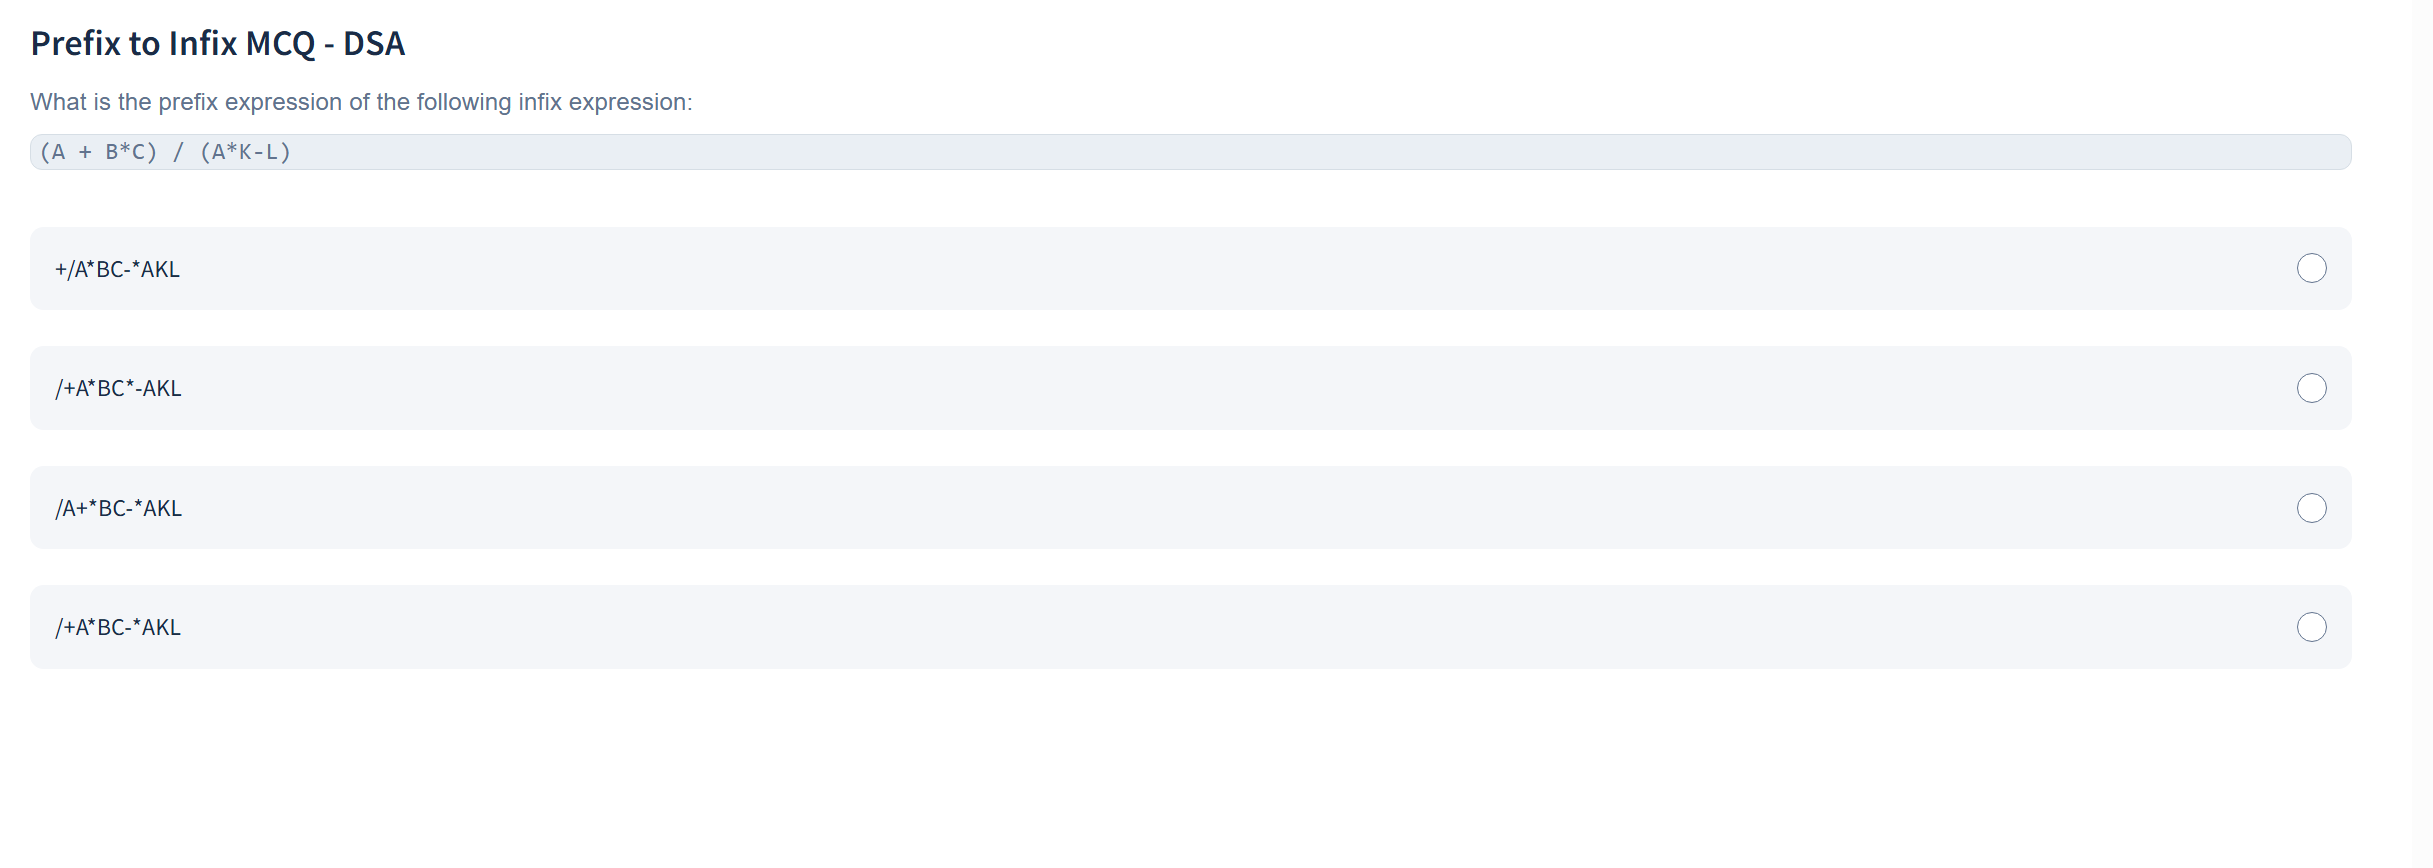 Prefix to Infix MCQ - DSA
What is the prefix expression of the following infix expression:
(A + B*C) / (A*K-L)
+/A*BC-*AKL
/+A*BC*-AKL
/A+*BC-*AKL
/+A*BC-*AKL